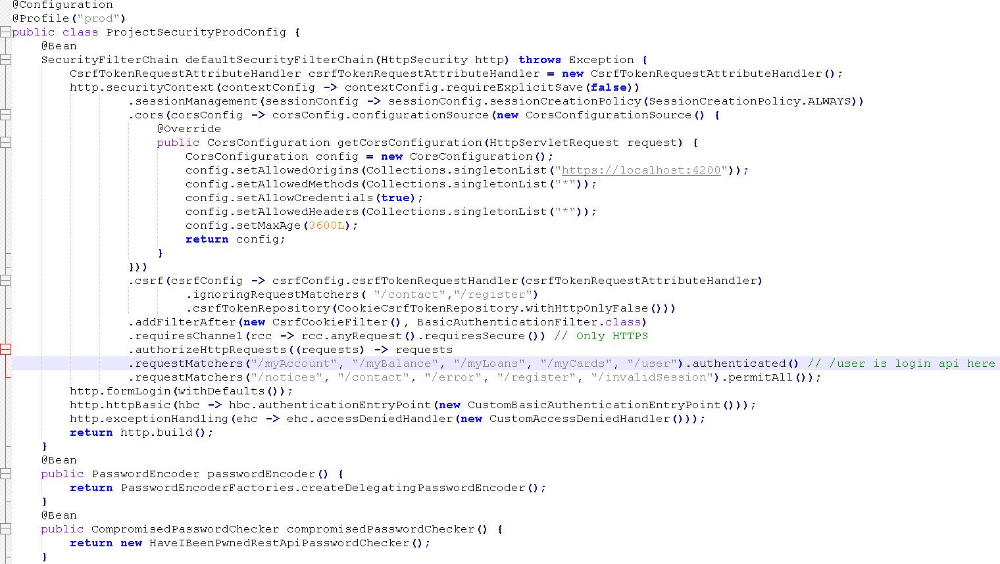 @Configuration
@Profile("prod")
public class ProjectSecurityProdConfig {
    @Bean
    SecurityFilterChain defaultSecurityFilterChain(HttpSecurity http) throws Exception {
        CsrfTokenRequestAttributeHandler csrfTokenRequestAttributeHandler = new CsrfTokenRequestAttributeHandler();
        http.securityContext(contextConfig -> contextConfig.requireExplicitSave(false))
                .sessionManagement(sessionConfig -> sessionConfig.sessionCreationPolicy(SessionCreationPolicy.ALWAYS))
                .cors(corsConfig -> corsConfig.configurationSource(new CorsConfigurationSource() {
                    @Override
                    public CorsConfiguration getCorsConfiguration(HttpServletRequest request) {
                        CorsConfiguration config = new CorsConfiguration();
                        config.setAllowedOrigins(Collections.singletonList("https://localhost:4200"));
                        config.setAllowedMethods(Collections.singletonList("*"));
                        config.setAllowCredentials(true);
                        config.setAllowedHeaders(Collections.singletonList("*"));
                        config.setMaxAge(3600L);
                        return config;
                    }
                }))
                .csrf(csrfConfig -> csrfConfig.csrfTokenRequestHandler(csrfTokenRequestAttributeHandler)
                        .ignoringRequestMatchers( "/contact","/register")
                        .csrfTokenRepository(CookieCsrfTokenRepository.withHttpOnlyFalse()))
                .addFilterAfter(new CsrfCookieFilter(), BasicAuthenticationFilter.class)
                .requiresChannel(rcc -> rcc.anyRequest().requiresSecure()) // Only HTTPS
                .authorizeHttpRequests((requests) -> requests
                .requestMatchers("/myAccount", "/myBalance", "/myLoans", "/myCards", "/user").authenticated() // /user is login api here
                .requestMatchers("/notices", "/contact", "/error", "/register", "/invalidSession").permitAll());
        http.formLogin(withDefaults());
        http.httpBasic(hbc -> hbc.authenticationEntryPoint(new CustomBasicAuthenticationEntryPoint()));
        http.exceptionHandling(ehc -> ehc.accessDeniedHandler(new CustomAccessDeniedHandler()));
        return http.build();
    }
    @Bean
    public PasswordEncoder passwordEncoder() {
        return PasswordEncoderFactories.createDelegatingPasswordEncoder();
    }
    @Bean
    public CompromisedPasswordChecker compromisedPasswordChecker() {
        return new HaveIBeenPwnedRestApiPasswordChecker();
    }